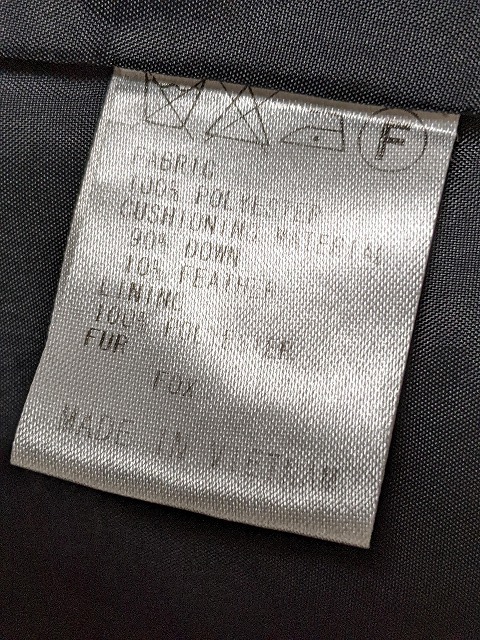 F
FABRIC
100% POLYESTER
CUSHIONING MATERIAL
90% DOWN
10% FEATHER
LINING
100% POLYESTER
FUR
FOX
MADE IN VIETNAM